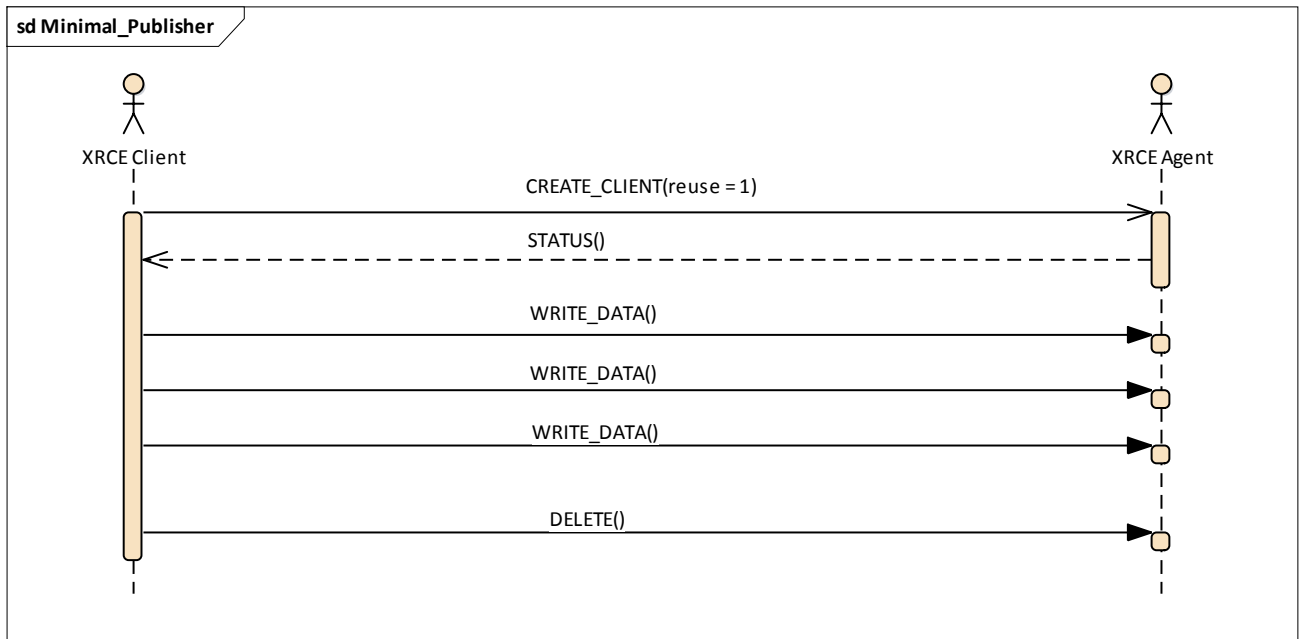 sd Minimal_Publisher
XRCE Client
XRCE Agent
CREATE_CLIENT(reuse = 1)
STATUS()
WRITE_DATA()
WRITE_DATA()
WRITE_DATA()
DELETE()